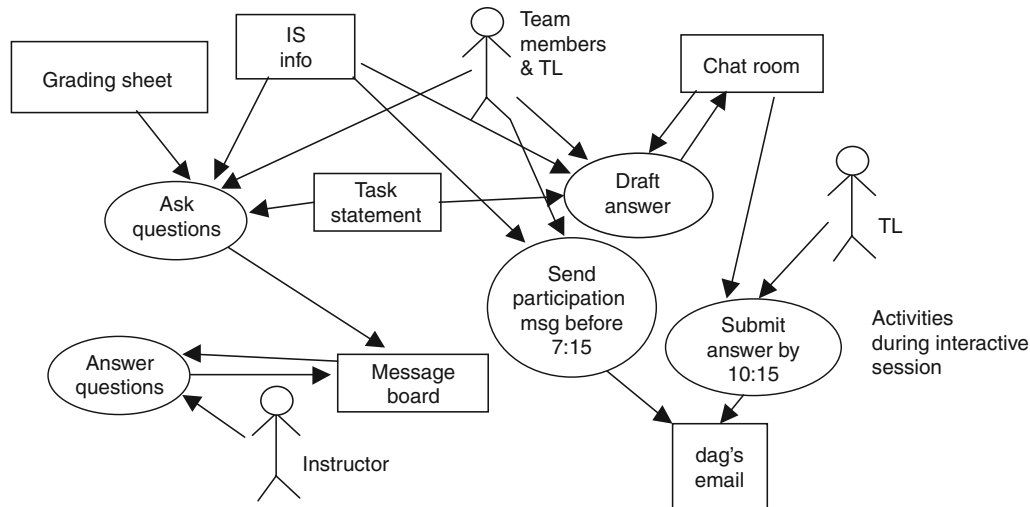 Grading sheet
IS
info
Team
members
& TL
Chat room
Ask
questions
Task
statement
Draft
answer
TL
Send
participation
msg before
7:15
Submit
answer by
10:15
Activities
during interactive
session
Answer
questions
Message
board
Instructor
dag's
email